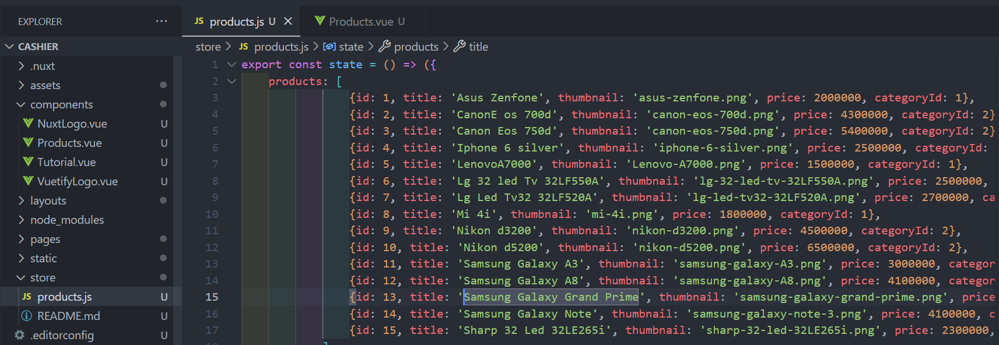 EXPLORER ...
CASHIER
.nuxt
assets
components
NuxtLogo.vue U
Products.vue U
Tutorial.vue U
VuetifyLogo.vue U
layouts
node_modules
pages
static
store
JS products.js U
README.md U
.editorconfig U
JS products.js U
Products.vue U
store > JS products.js > state > products > title
1 export const state = () => ({
2 products: [
3 {id: 1, title: 'Asus Zenfone', thumbnail: 'asus-zenfone.png', price: 2000000, categoryId: 1},
4 {id: 2, title: 'CanonE os 700d', thumbnail: 'canon-eos-700d.png', price: 4300000, categoryId: 2}
5 {id: 3, title: 'Canon Eos 750d', thumbnail: 'canon-eos-750d.png', price: 5400000, categoryId: 2}
6 {id: 4, title: 'Iphone 6 silver', thumbnail: 'iphone-6-silver.png', price: 2500000, categoryId:
7 {id: 5, title: 'LenovoA7000', thumbnail: 'Lenovo-A7000.png', price: 1500000, categoryId: 1},
8 {id: 6, title: 'Lg 32 led Tv 32LF550A', thumbnail: 'lg-32-led-tv-32LF550A.png', price: 2500000,
9 {id: 7, title: 'Lg Led Tv32 32LF520A', thumbnail: 'lg-led-tv32-32LF520A.png', price: 2700000, ca
10 {id: 8, title: 'Mi 4i', thumbnail: 'mi-4i.png', price: 1800000, categoryId: 1},
11 {id: 9, title: 'Nikon d3200', thumbnail: 'nikon-d3200.png', price: 4500000, categoryId: 2},
12 {id: 10, title: 'Nikon d5200', thumbnail: 'nikon-d5200.png', price: 6500000, categoryId: 2},
13 {id: 11, title: 'Samsung Galaxy A3', thumbnail: 'samsung-galaxy-A3.png', price: 3000000, categor
14 {id: 12, title: 'Samsung Galaxy A8', thumbnail: 'samsung-galaxy-A8.png', price: 4100000, categor
15 {id: 13, title: 'Samsung Galaxy Grand Prime', thumbnail: 'samsung-galaxy-grand-prime.png', price
16 {id: 14, title: 'Samsung Galaxy Note', thumbnail: 'samsung-galaxy-note-3.png', price: 4100000, c
17 {id: 15, title: 'Sharp 32 Led 32LE265i', thumbnail: 'sharp-32-led-32LE265i.png', price: 2300000,